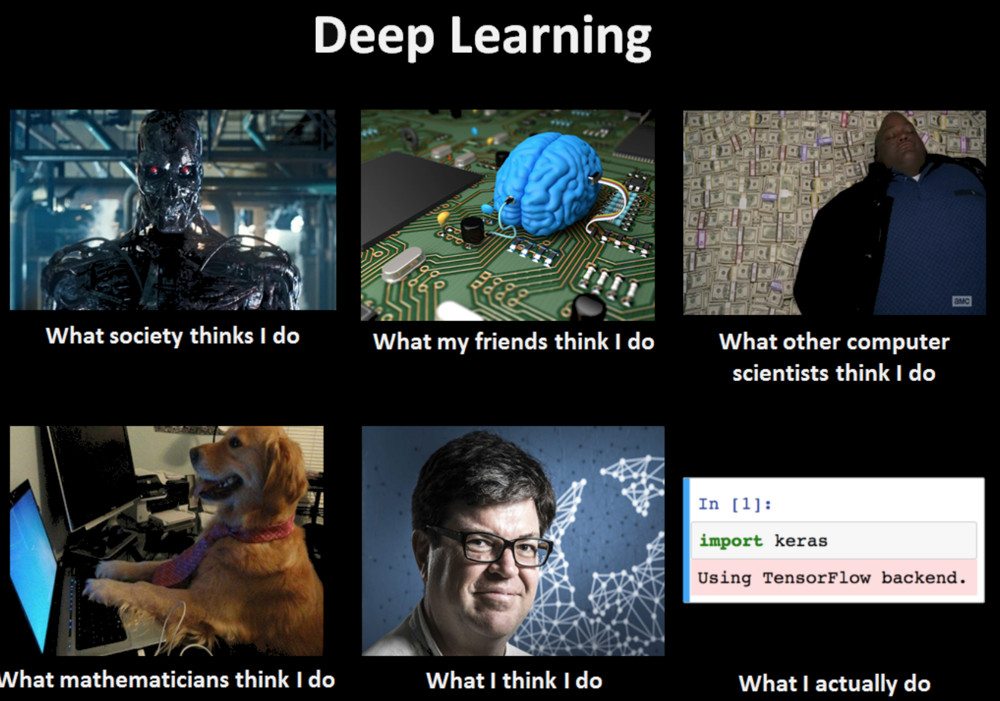 Deep Learning
What society thinks I do
What my friends think I do
aMC
What other computer
scientists think I do
What mathematicians think I do
What I think I do
In [1]:
import keras
Using TensorFlow backend.
What I actually do